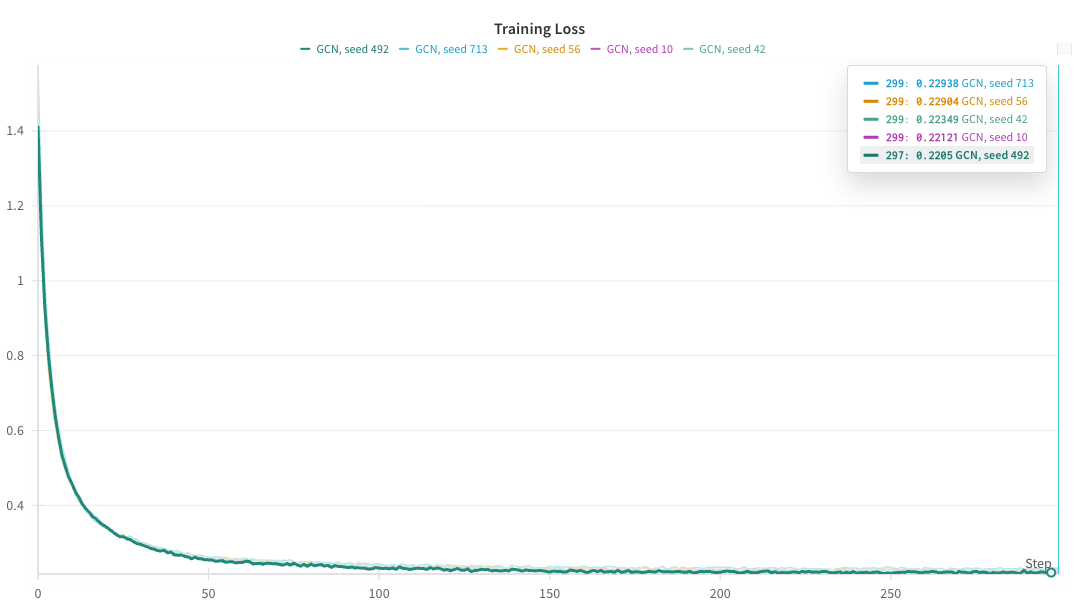 Training Loss
GCN, seed 492 GCN, seed 713 GCN, seed 56 GCN, seed 10 GCN, seed 42
299: 0.22938 GCN, seed 713
299: 0.22904 GCN, seed 56
299: 0.22349 GCN, seed 42
299: 0.22121 GCN, seed 10
297: 0.2205 GCN, seed 492
1.4
1.2
1
0.8
0.6
0.4
Step
0 50 100 150 200 250